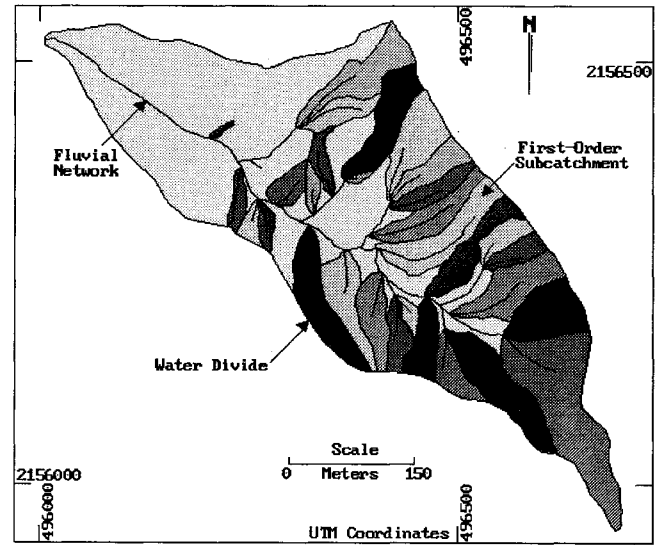 N
496500
2156500
Fluvial
Network
First-Order
Subcatchment
Water Divide
Scale
0 Meters 150
2156000
496000
UTM Coordinates
496500